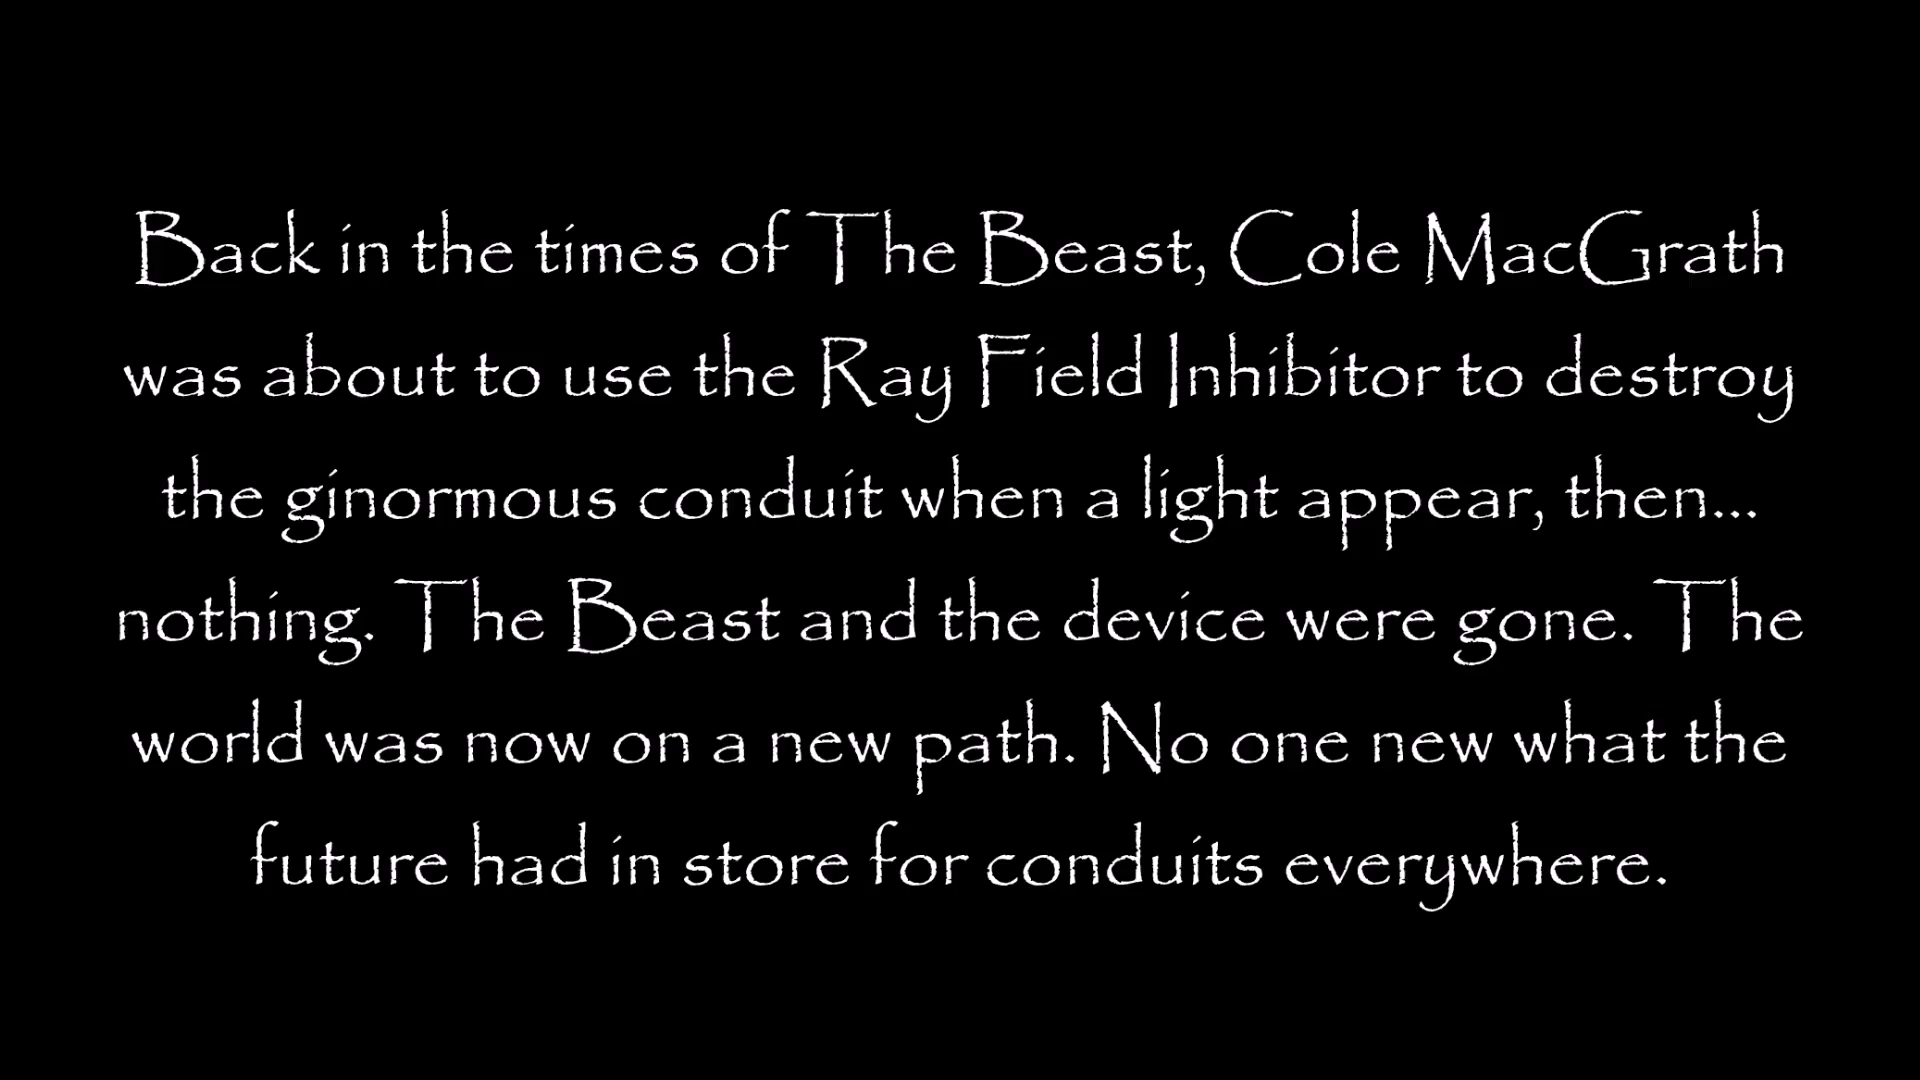 Back in the times of The Beast, Cole MacGrath
was about to use the Ray Field Inhibitor to destroy
the ginormous conduit when a light appear, then...
nothing. The Beast and the device were gone. The
world was now on a new path. No one new what the
future had in store for conduits everywhere.